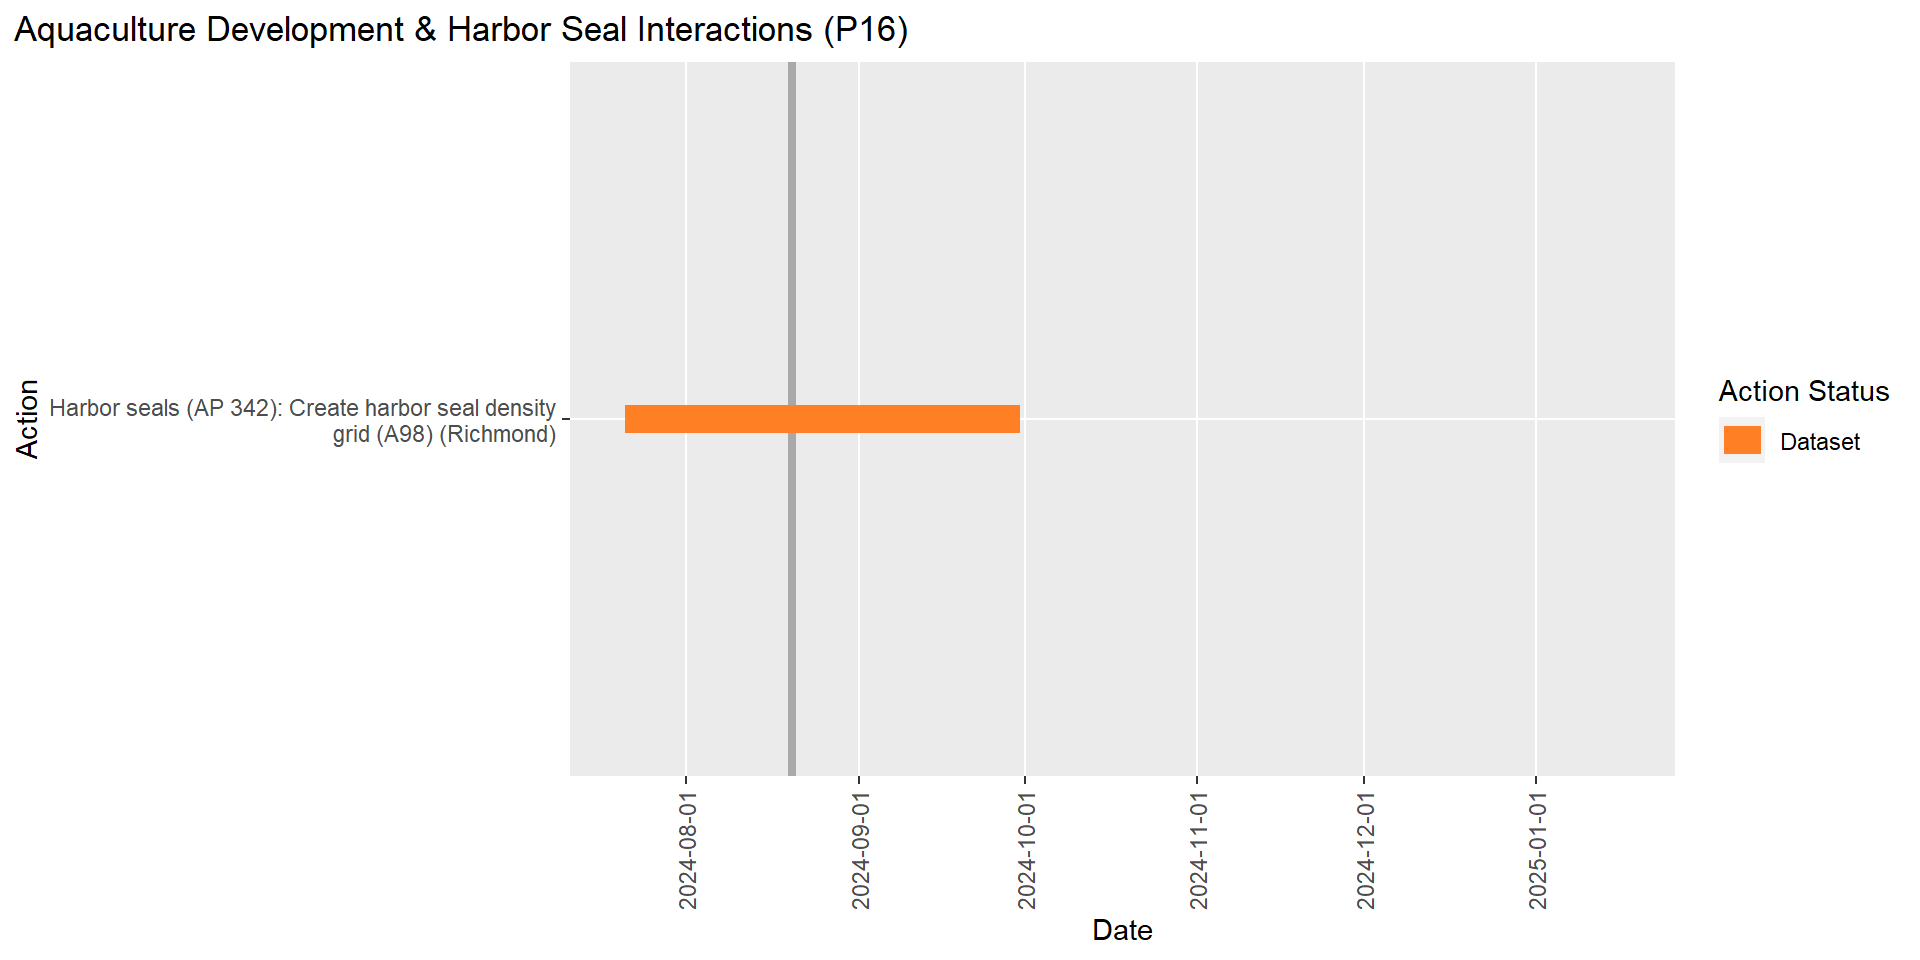 Aquaculture Development & Harbor Seal Interactions (P16)
Action
Harbor seals (AP 342): Create harbor seal density
grid (A98) (Richmond)
Action Status
Dataset
2024-08-01
2024-09-01
2024-10-01
2024-11-01
2024-12-01
2025-01-01
Date